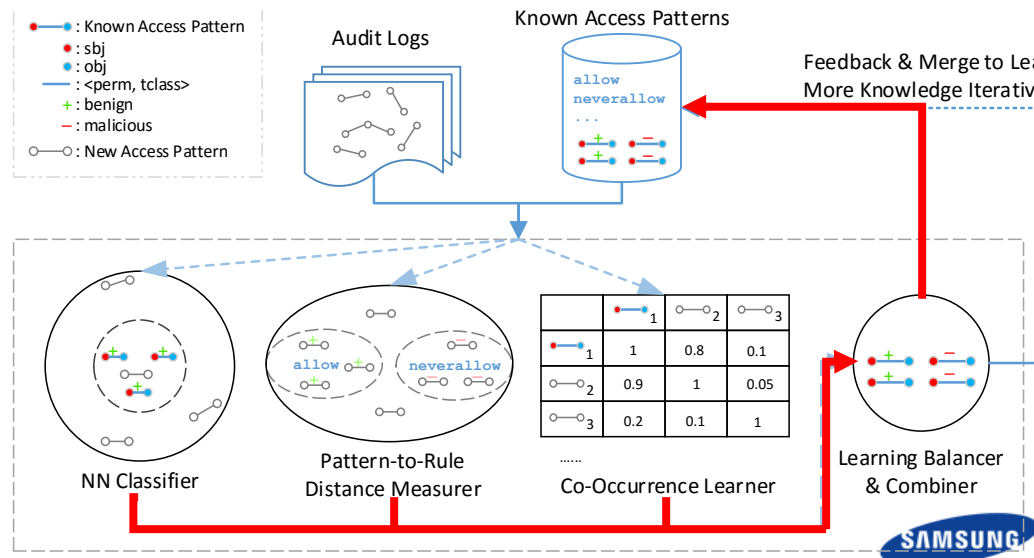 : Known Access Pattern
: sbj
: obj
: <perm, tclass>
+ : benign
− : malicious
: New Access Pattern
Audit Logs
Known Access Patterns
allow
neverallow
...
+ −
+ −
Feedback & Merge to Lea
More Knowledge Iterativ
+ +
+
NN Classifier
+
allow +
+
−
neverallow
− −
Pattern-to-Rule
Distance Measurer
1 2 3
1 1 0.8 0.1
2 0.9 1 0.05
3 0.2 0.1 1
......
Co-Occurrence Learner
+ −
+ −
Learning Balancer
& Combiner
SAMSUNG